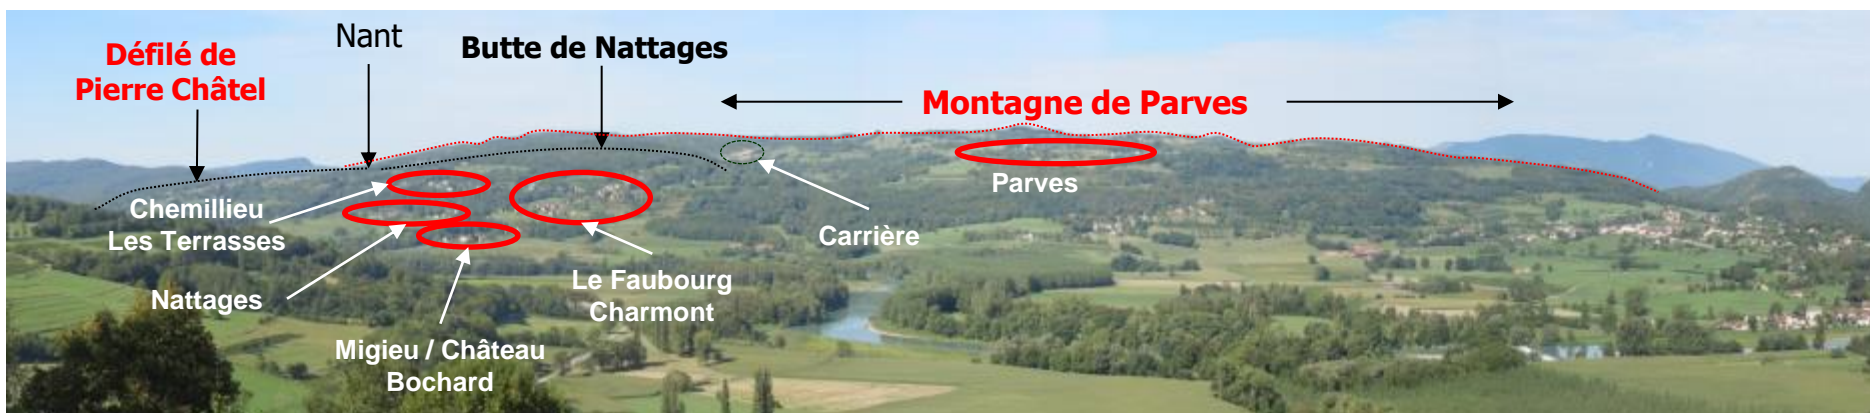 Défilé de
Pierre Châtel
Nant
Butte de Nattages
Montagne de Parves
Chemillieu
Les Terrasses
Nattages
Migieu / Château
Bochard
Le Faubourg
Charmont
Carrière
Parves